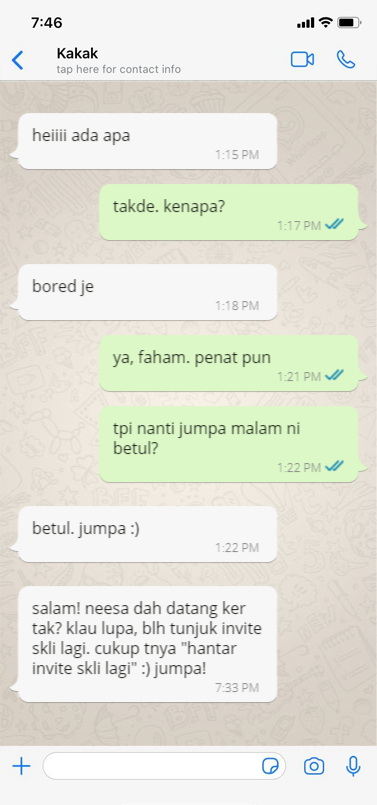 7:46
Kakak
tap here for contact info
heiiii ada apa
1:15 PM
takde. kenapa?
1:17 PM
bored je
1:18 PM
ya, faham. penat pun
1:21 PM
tpi nanti jumpa malam ni
betul?
1:22 PM
betul. jumpa :)
1:22 PM
salam! neesa dah datang ker
tak? klau lupa, blh tunjuk invite
skli lagi. cukup tnya "hantar
invite skli lagi" :) jumpa!
7:33 PM